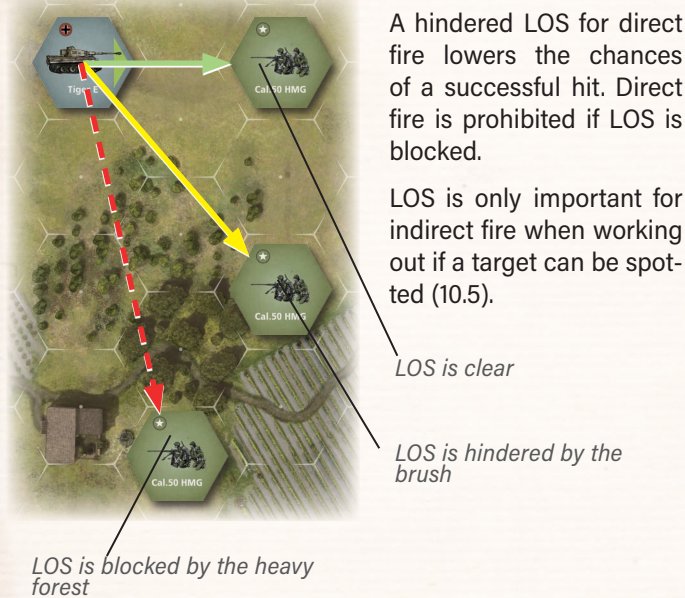 Tiger E
Cal.50 HMG
Cal.50 HMG
Cal.50 HMG
A hindered LOS for direct
fire lowers the chances
of a successful hit. Direct
fire is prohibited if LOS is
blocked.
LOS is only important for
indirect fire when working
out if a target can be spot-
ted (10.5).
LOS is clear
LOS is hindered by the
brush
LOS is blocked by the heavy
forest